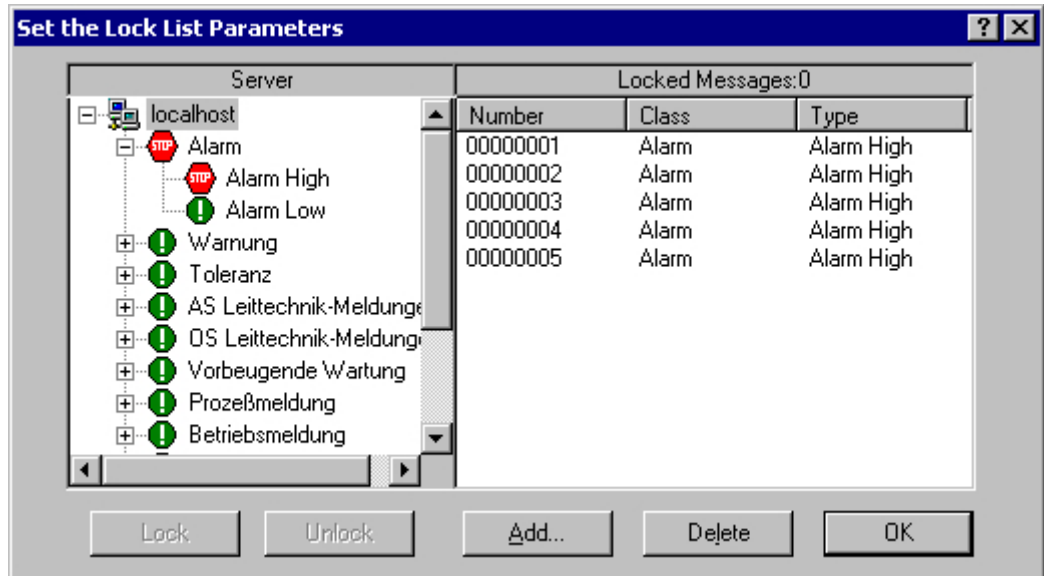 Set the Lock List Parameters
Server
Locked Messages:0
localhost
Alarm
STOP
STOP
Alarm High
Alarm Low
Warnung
Toleranz
AS Leittechnik-Meldunge
OS Leittechnik-Meldung
Vorbeugende Wartung
Prozeßmeldung
Betriebsmeldung
Number Class Type
00000001 Alarm Alarm High
00000002 Alarm Alarm High
00000003 Alarm Alarm High
00000004 Alarm Alarm High
00000005 Alarm Alarm High
Lock Unlock Add... Delete OK